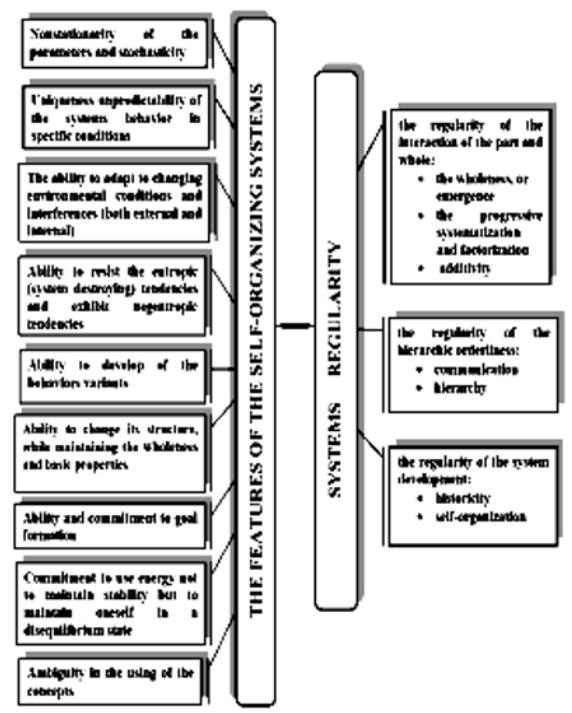 Nonstationarity of the
parameters and stochasticity
Uniqueness unpredictability of
the systems behavior in
specific conditions
The ability to adapt to changing
environmental conditions and
interferences (both external and
internal)
Ability to resist the entropic
(system destroying) tendencies
and exhibit negentropic
tendencies
Ability to develop of the
behaviors variants
Ability to change its structure,
while maintaining the wholeness
and basic properties
Ability and commitment to goal
formation
Commitment to use energy not
to maintain stability but to
maintain oneself in a
disequilibrium state
Ambiguity in the using of the
concepts
THE FEATURES OF THE SELF-ORGANIZING SYSTEMS
SYSTEMS REGULARITY
the regularity of the
interaction of the part and
whole:
• the wholeness, or
emergence
• the progressive
systematization
and factorization
• additivity
the regularity of the
hierarchic orderliness:
• communication
• hierarchy
the regularity of the system
development:
• historicity
• self-organization